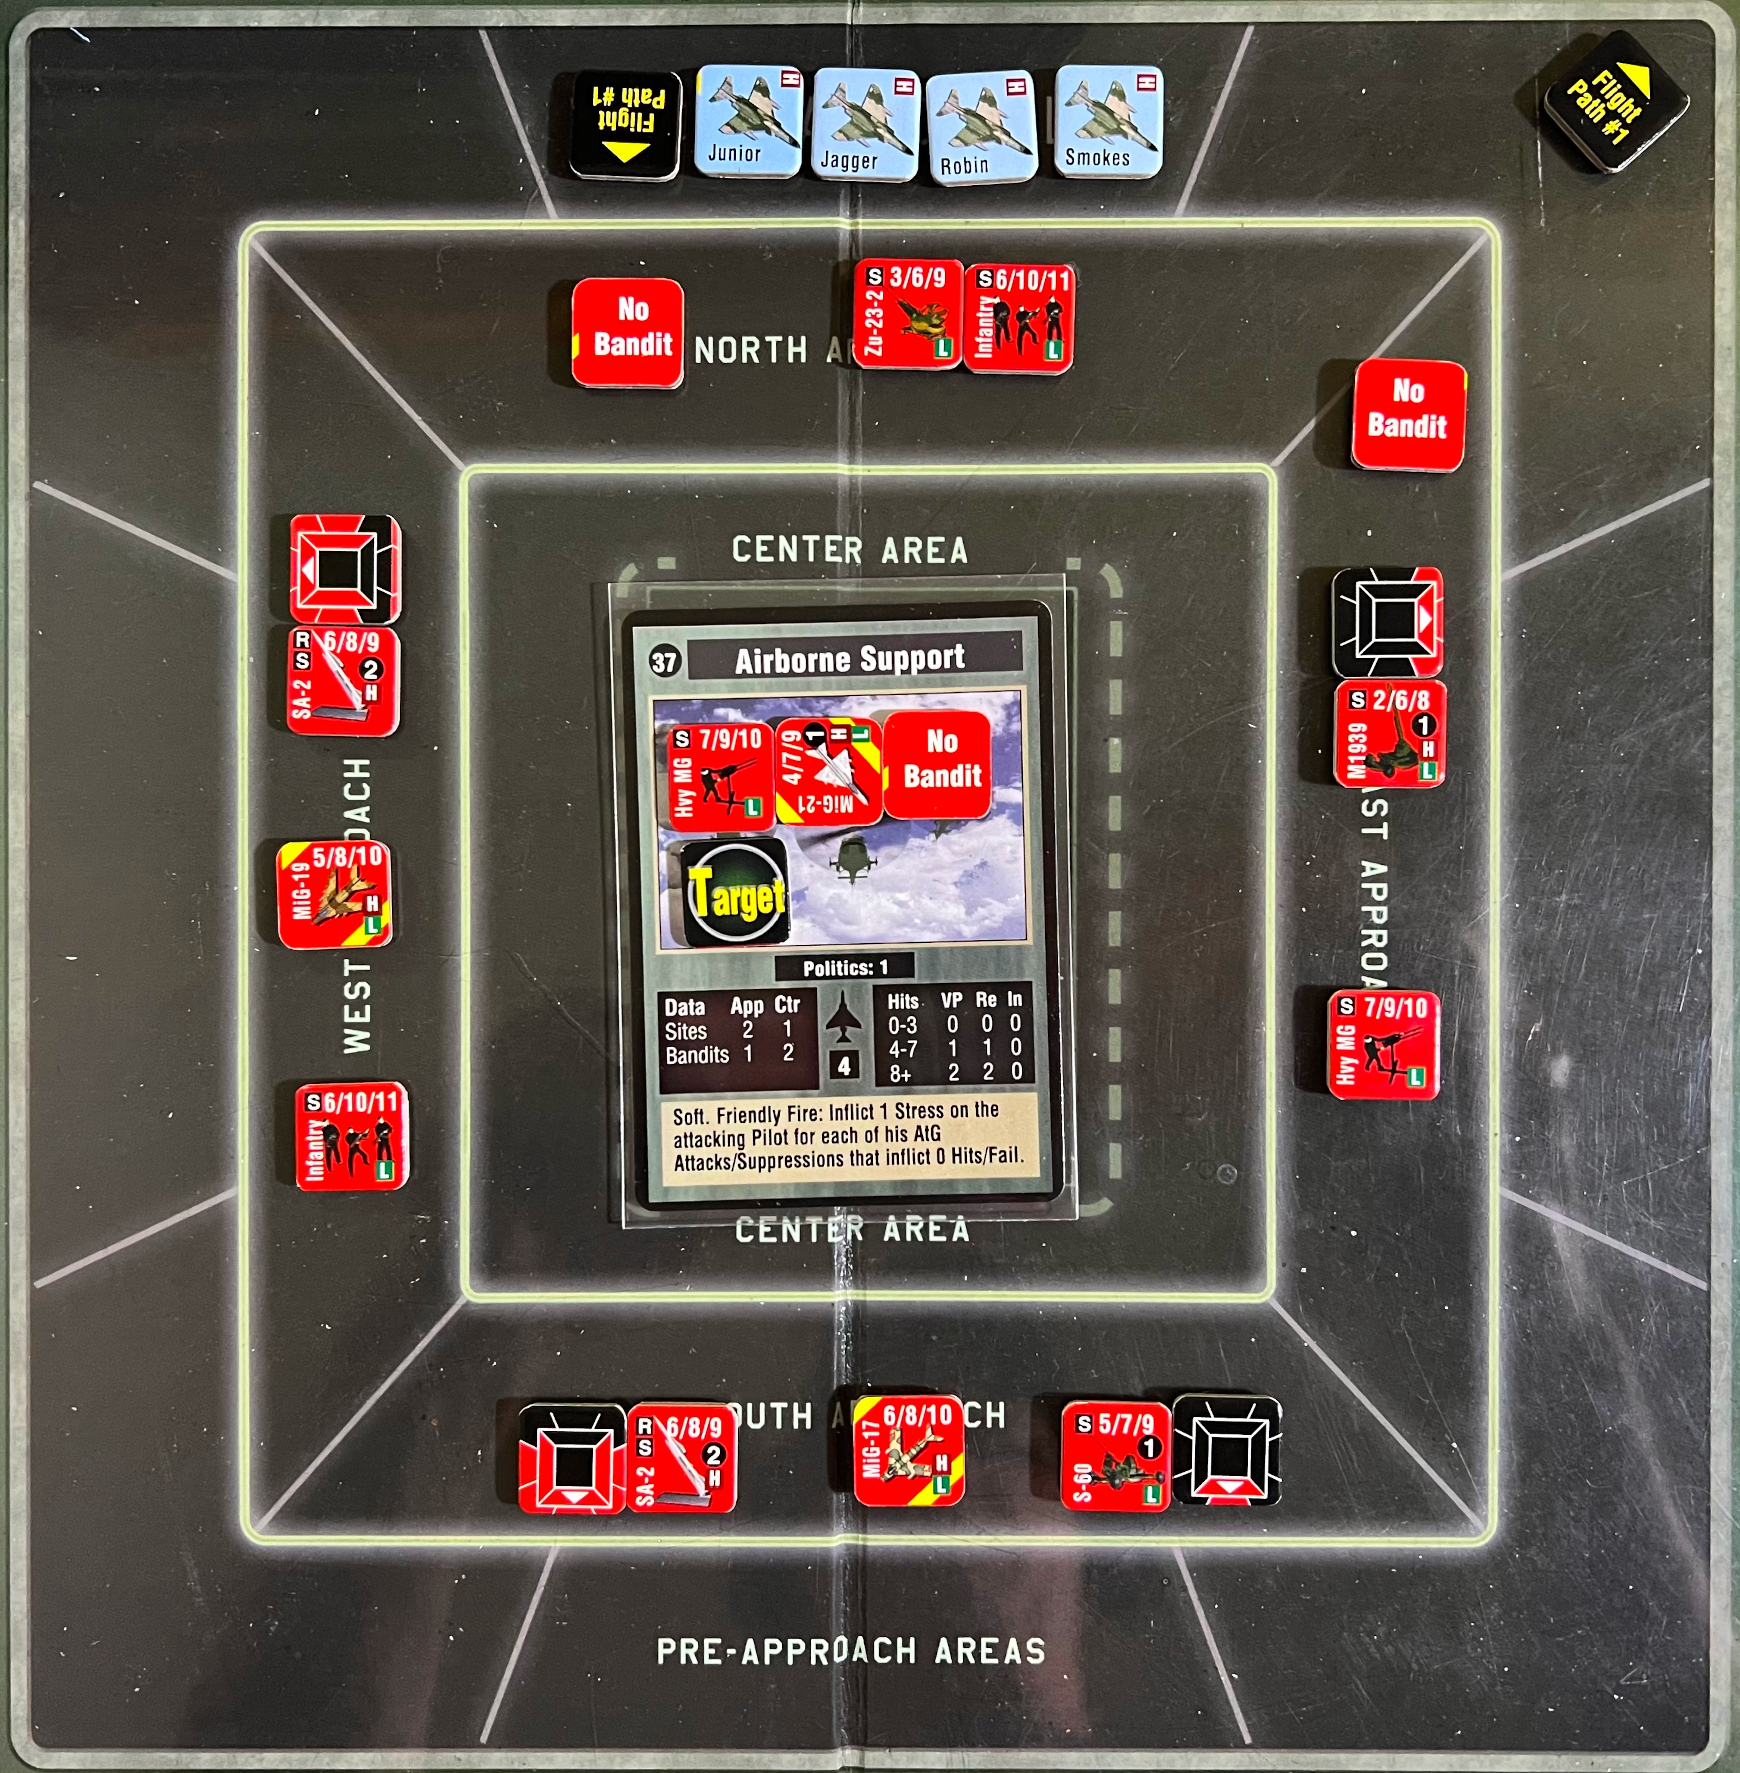 Flight
Path #1
H
Junior
H
Jagger
H
Robin
H
Smokes
Flight
Path #1
No
Bandit
NORTH A
S 3/6/9
Zu-23-2
L
S 6/10/11
Infantry
L
No
Bandit
CENTER AREA
R 6/8/9
S
2
H
SA-2
S 2/6/8
1
H
L
M1939
37 Airborne Support
S 7/9/10
Hvy MG
L
4/7/9
1
H
L
MiG-21
No
Bandit
Target
Politics: 1
Data App Ctr
Sites 2 1
Bandits 1 2
4
Hits VP Re In
0-3 0 0 0
4-7 1 1 0
8+ 2 2 0
Soft. Friendly Fire: Inflict 1 Stress on the
attacking Pilot for each of his AtG
Attacks/Suppressions that inflict 0 Hits/Fail.
WEST OACH
5/8/10
MiG-19
H
L
S 6/10/11
Infantry
L
AST APPROA
S 7/9/10
Hvy MG
L
CENTER AREA
R 6/8/9
S
2
H
SA-2
OUTH A CH
6/8/10
MiG-17
H
L
S 5/7/9
1
S-60
L
PRE-APPROACH AREAS